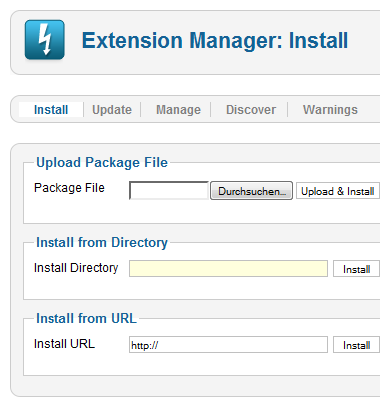 Extension Manager: Install
Install Update Manage Discover Warnings
Upload Package File
Package File Durchsuchen... Upload & Install
Install from Directory
Install Directory Install
Install from URL
Install URL http:// Install